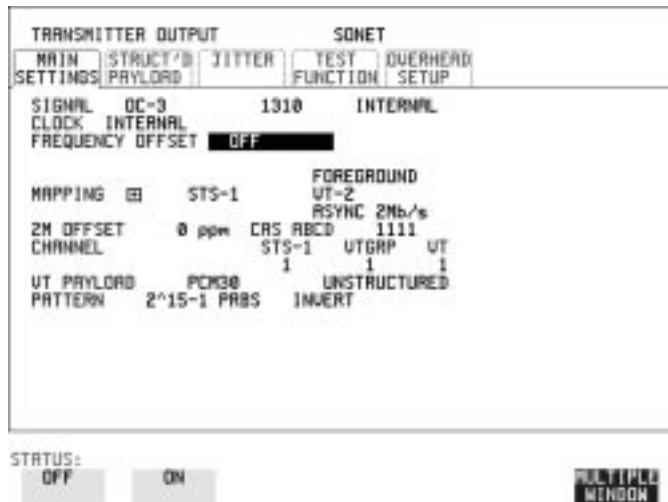 TRANSMITTER OUTPUT SONET
MAIN SETTINGS STRUCT'D PAYLOAD JITTER TEST FUNCTION OVERHEAD SETUP
SIGNAL OC-3 1310 INTERNAL
CLOCK INTERNAL
FREQUENCY OFFSET OFF
FOREGROUND
MAPPING STS-1 VT-2
ASYNC 2Mb/s
2M OFFSET 0 ppm CAS ABCD 1111
CHANNEL STS-1 VTGRP VT
1 1 1
VT PAYLOAD PCM30 UNSTRUCTURED
PATTERN 2^15-1 PRBS INVERT
STATUS:
OFF ON MULTIPLE WINDOW